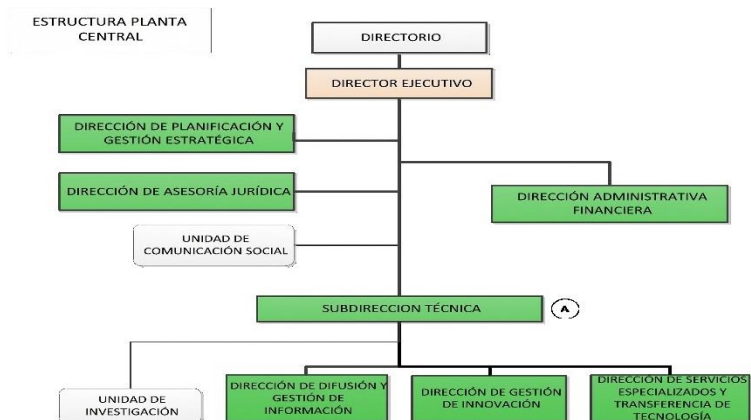 ESTRUCTURA PLANTA
CENTRAL
DIRECTORIO
DIRECTOR EJECUTIVO
DIRECCIÓN DE PLANIFICACIÓN Y
GESTIÓN ESTRATÉGICA
DIRECCIÓN DE ASESORÍA JURÍDICA
DIRECCIÓN ADMINISTRATIVA
FINANCIERA
UNIDAD DE
COMUNICACIÓN SOCIAL
SUBDIRECCION TÉCNICA
A
UNIDAD DE
INVESTIGACIÓN
DIRECCIÓN DE DIFUSIÓN Y
GESTIÓN DE
INFORMACIÓN
DIRECCIÓN DE GESTIÓN
DE INNOVACIÓN
DIRECCIÓN DE SERVICIOS
ESPECIALIZADOS Y
TRANSFERENCIA DE
TECNOLOGÍA